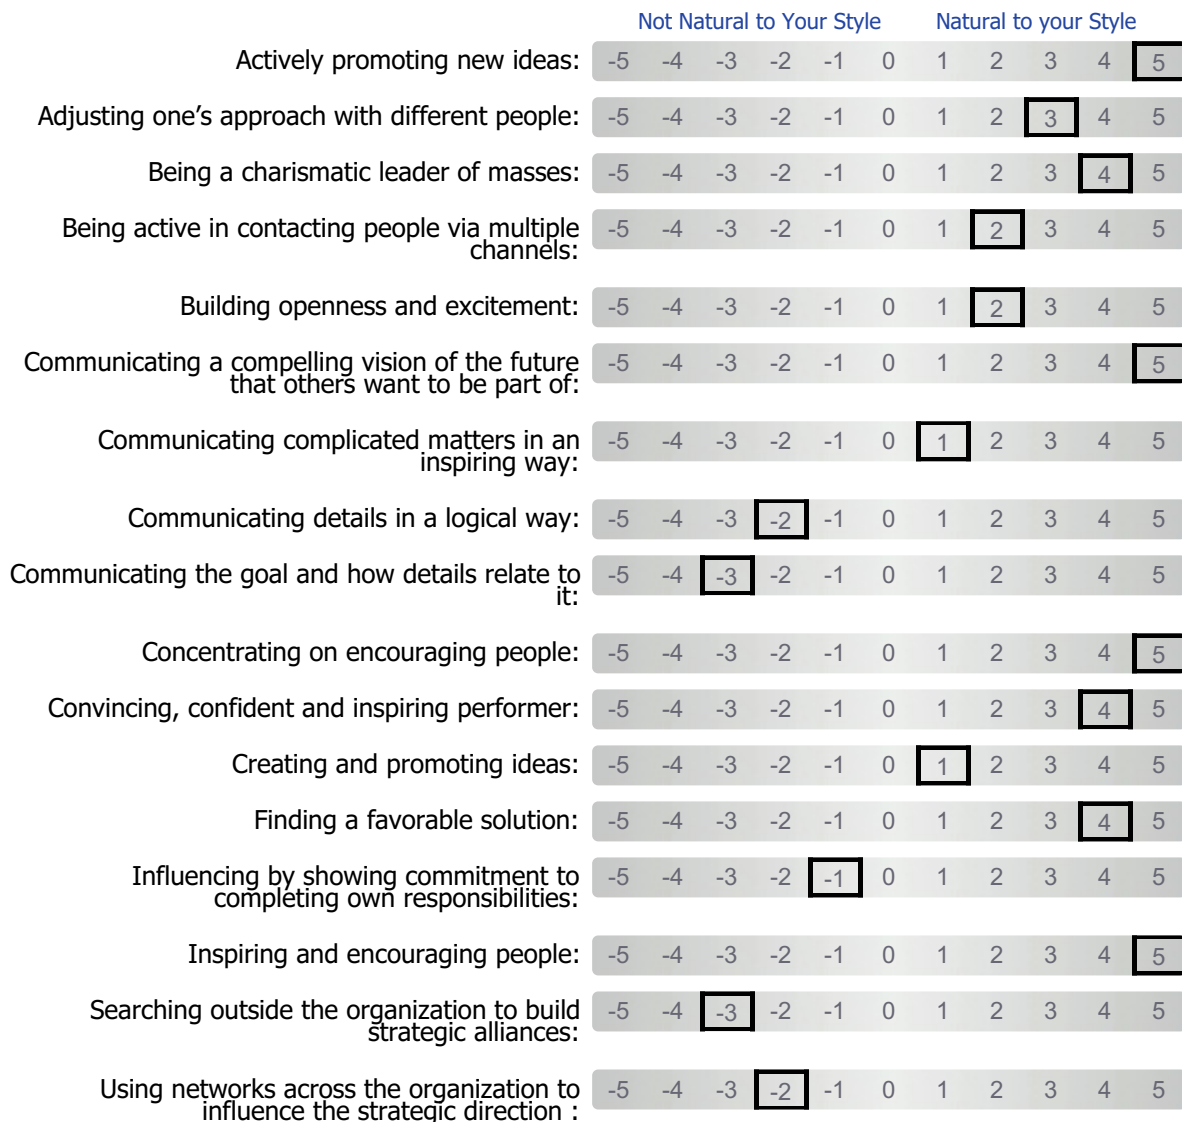 Not Natural to Your Style Natural to your Style
Actively promoting new ideas: -5 -4 -3 -2 -1 0 1 2 3 4 5
Adjusting one’s approach with different people: -5 -4 -3 -2 -1 0 1 2 3 4 5
Being a charismatic leader of masses: -5 -4 -3 -2 -1 0 1 2 3 4 5
Being active in contacting people via multiple -5 -4 -3 -2 -1 0 1 2 3 4 5
channels:
Building openness and excitement: -5 -4 -3 -2 -1 0 1 2 3 4 5
Communicating a compelling vision of the future -5 -4 -3 -2 -1 0 1 2 3 4 5
that others want to be part of:
Communicating complicated matters in an -5 -4 -3 -2 -1 0 1 2 3 4 5
inspiring way:
Communicating details in a logical way: -5 -4 -3 -2 -1 0 1 2 3 4 5
Communicating the goal and how details relate to -5 -4 -3 -2 -1 0 1 2 3 4 5
it:
Concentrating on encouraging people: -5 -4 -3 -2 -1 0 1 2 3 4 5
Convincing, confident and inspiring performer: -5 -4 -3 -2 -1 0 1 2 3 4 5
Creating and promoting ideas: -5 -4 -3 -2 -1 0 1 2 3 4 5
Finding a favorable solution: -5 -4 -3 -2 -1 0 1 2 3 4 5
Influencing by showing commitment to -5 -4 -3 -2 -1 0 1 2 3 4 5
completing own responsibilities:
Inspiring and encouraging people: -5 -4 -3 -2 -1 0 1 2 3 4 5
Searching outside the organization to build -5 -4 -3 -2 -1 0 1 2 3 4 5
strategic alliances:
Using networks across the organization to -5 -4 -3 -2 -1 0 1 2 3 4 5
influence the strategic direction :